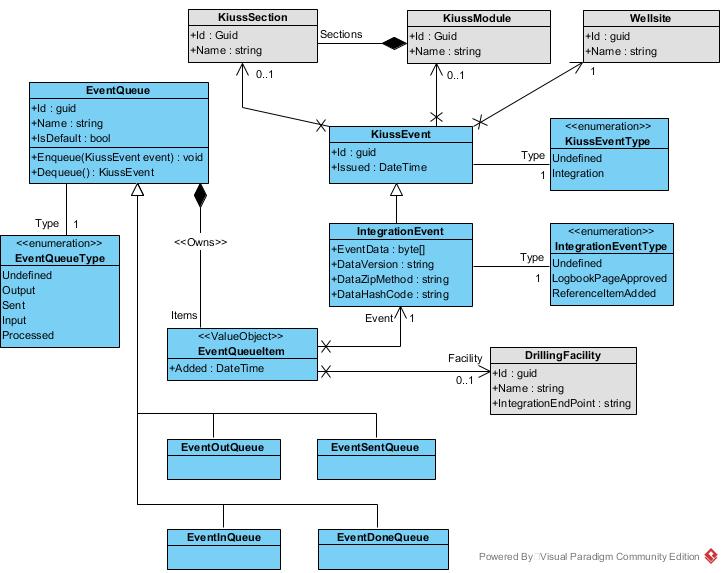 KiussSection
+Id : Guid
+Name : string
Sections
KiussModule
+Id : Guid
+Name : string
Wellsite
+Id : guid
+Name : string
0..1
0..1
1
EventQueue
+Id : guid
+Name : string
+IsDefault : bool
+Enqueue(KiussEvent event) : void
+Dequeue() : KiussEvent
KiussEvent
+Id : guid
+Issued : DateTime
Type
1
<<enumeration>>
KiussEventType
Undefined
Integration
Type
1
<<enumeration>>
EventQueueType
Undefined
Output
Sent
Input
Processed
<<Owns>>
Items
IntegrationEvent
+EventData : byte[]
+DataVersion : string
+DataZipMethod : string
+DataHashCode : string
Type
1
<<enumeration>>
IntegrationEventType
Undefined
LogbookPageApproved
ReferenceItemAdded
Event
1
<<ValueObject>>
EventQueueItem
+Added : DateTime
Facility
0..1
DrillingFacility
+Id : guid
+Name : string
+IntegrationEndPoint : string
EventOutQueue
EventSentQueue
EventInQueue
EventDoneQueue
Powered By Visual Paradigm Community Edition